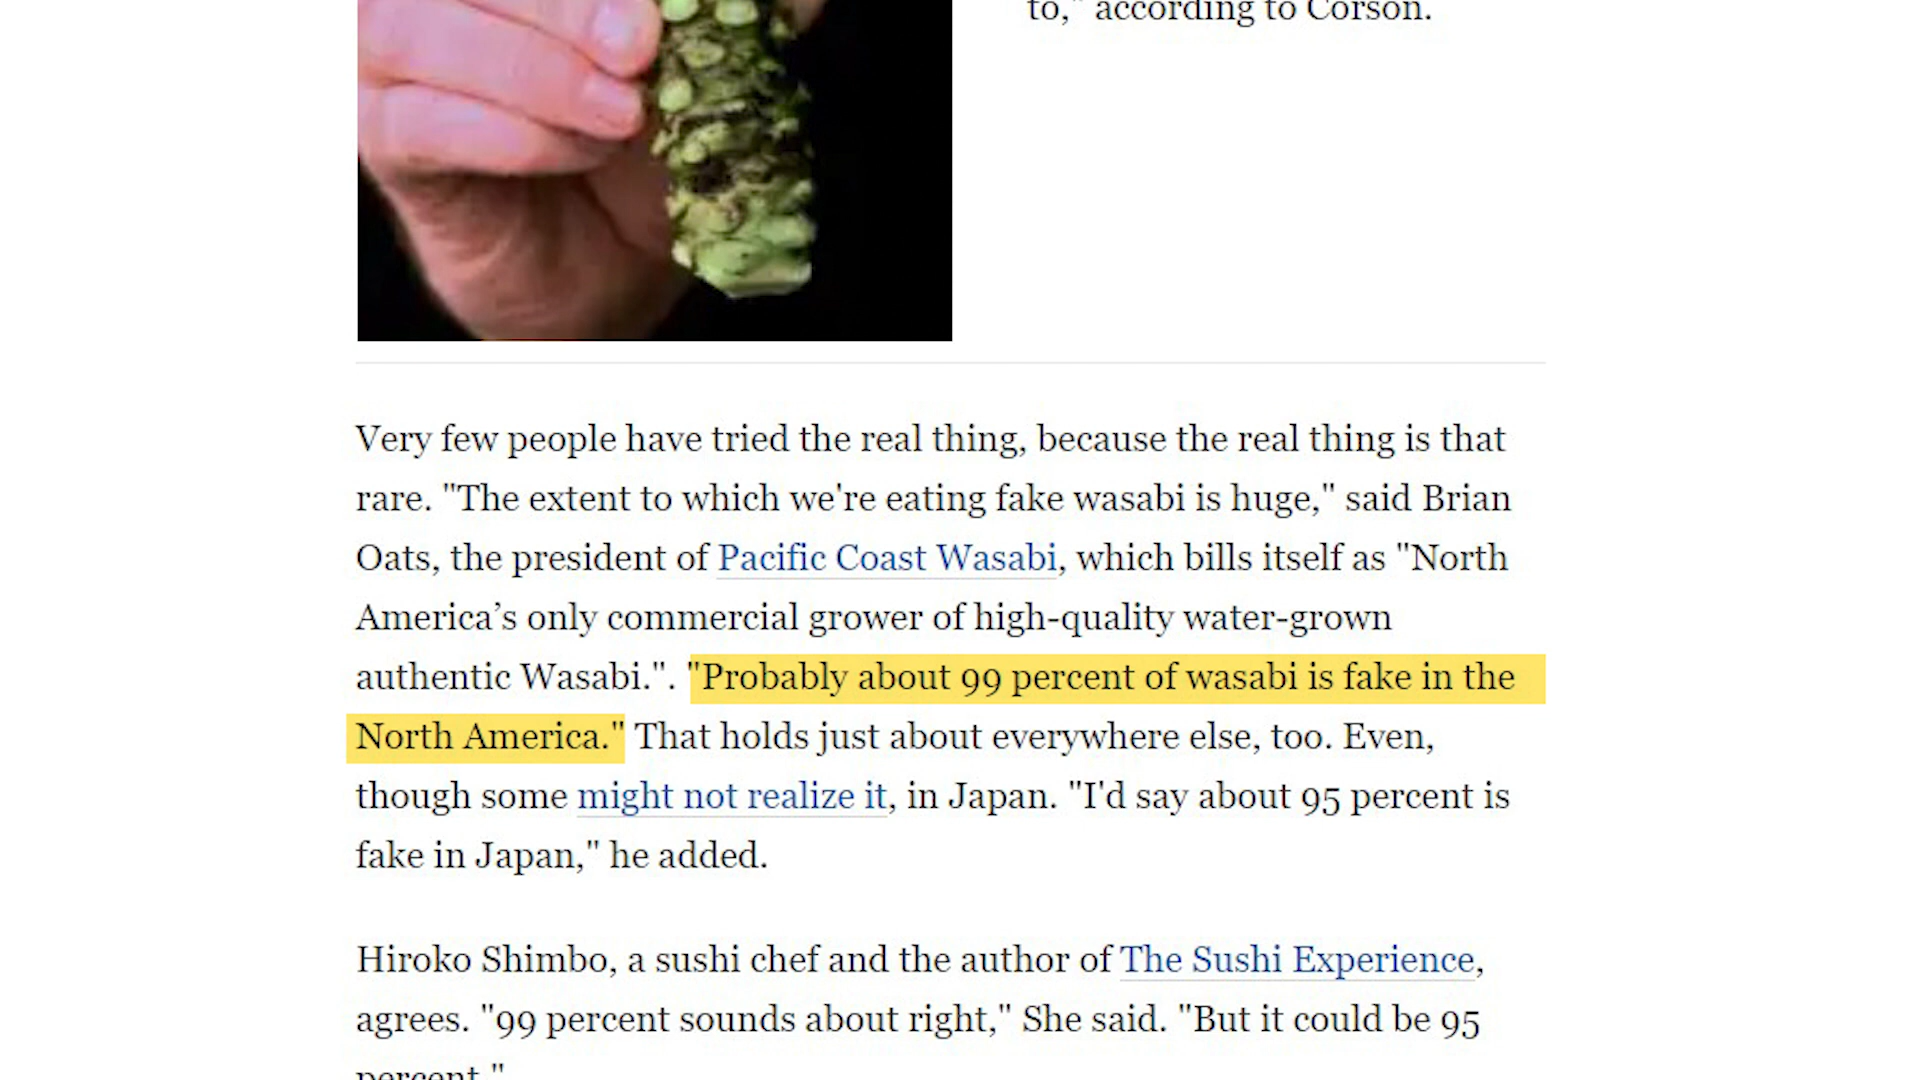 to," according to Corson.
Very few people have tried the real thing, because the real thing is that
rare. "The extent to which we're eating fake wasabi is huge," said Brian
Oats, the president of Pacific Coast Wasabi, which bills itself as "North
America’s only commercial grower of high-quality water-grown
authentic Wasabi.". "Probably about 99 percent of wasabi is fake in the
North America." That holds just about everywhere else, too. Even,
though some might not realize it, in Japan. "I'd say about 95 percent is
fake in Japan," he added.
Hiroko Shimbo, a sushi chef and the author of The Sushi Experience,
agrees. "99 percent sounds about right," She said. "But it could be 95
percent."